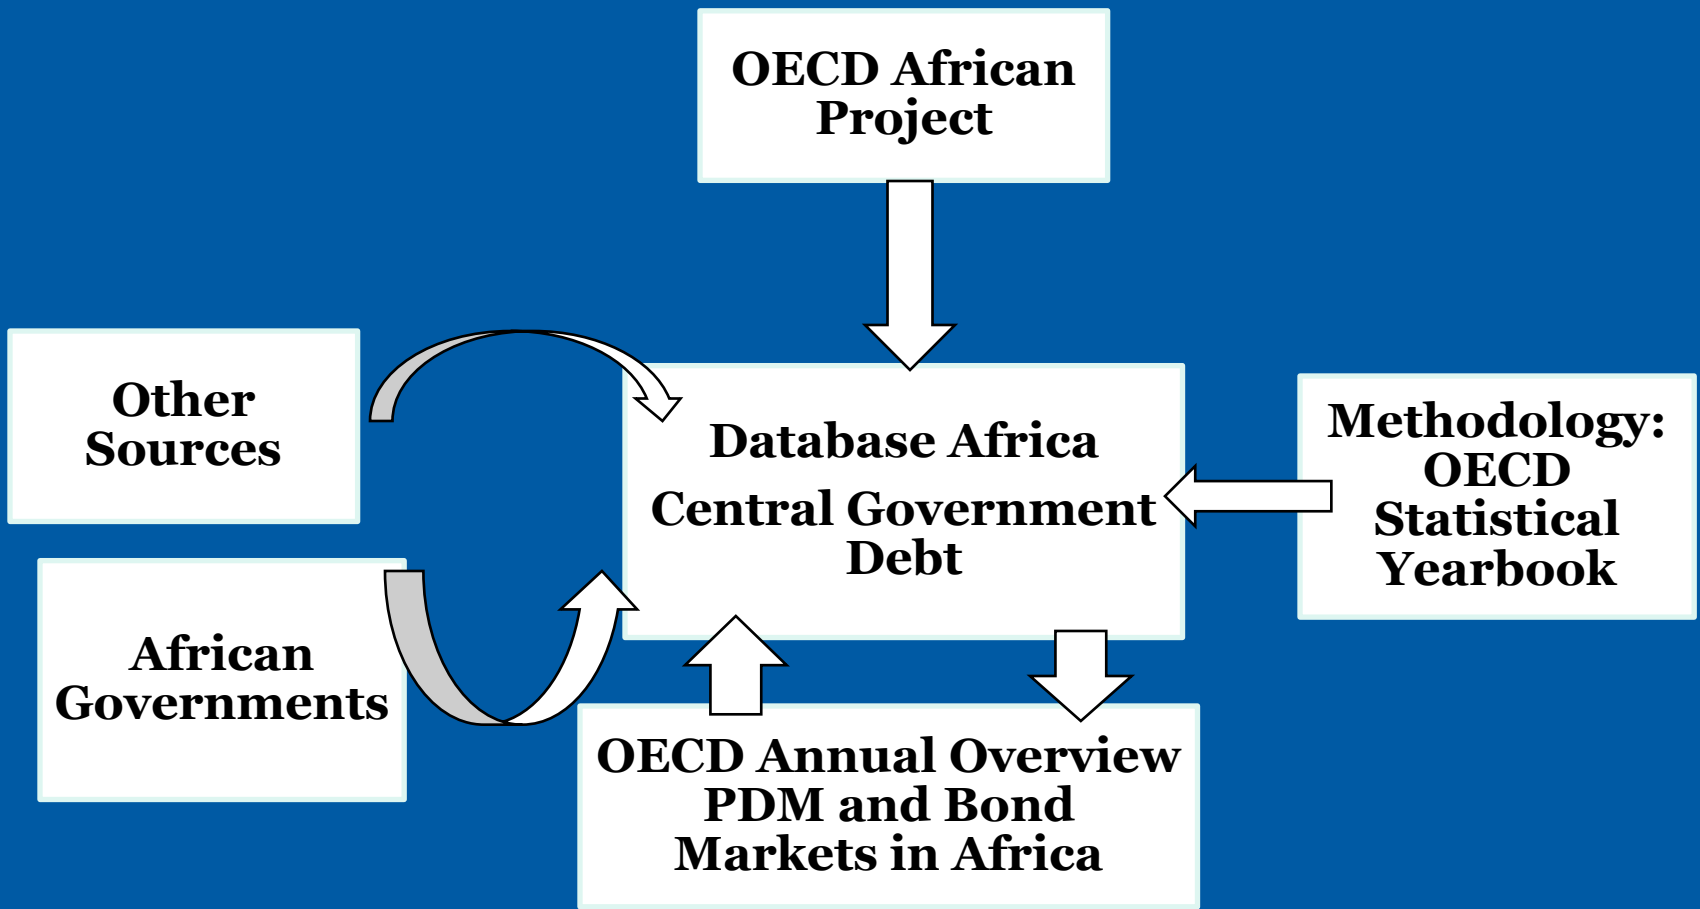 OECD African
Project
Other
Sources
Database Africa
Central Government
Debt
Methodology:
OECD
Statistical
Yearbook
African
Governments
OECD Annual Overview
PDM and Bond
Markets in Africa